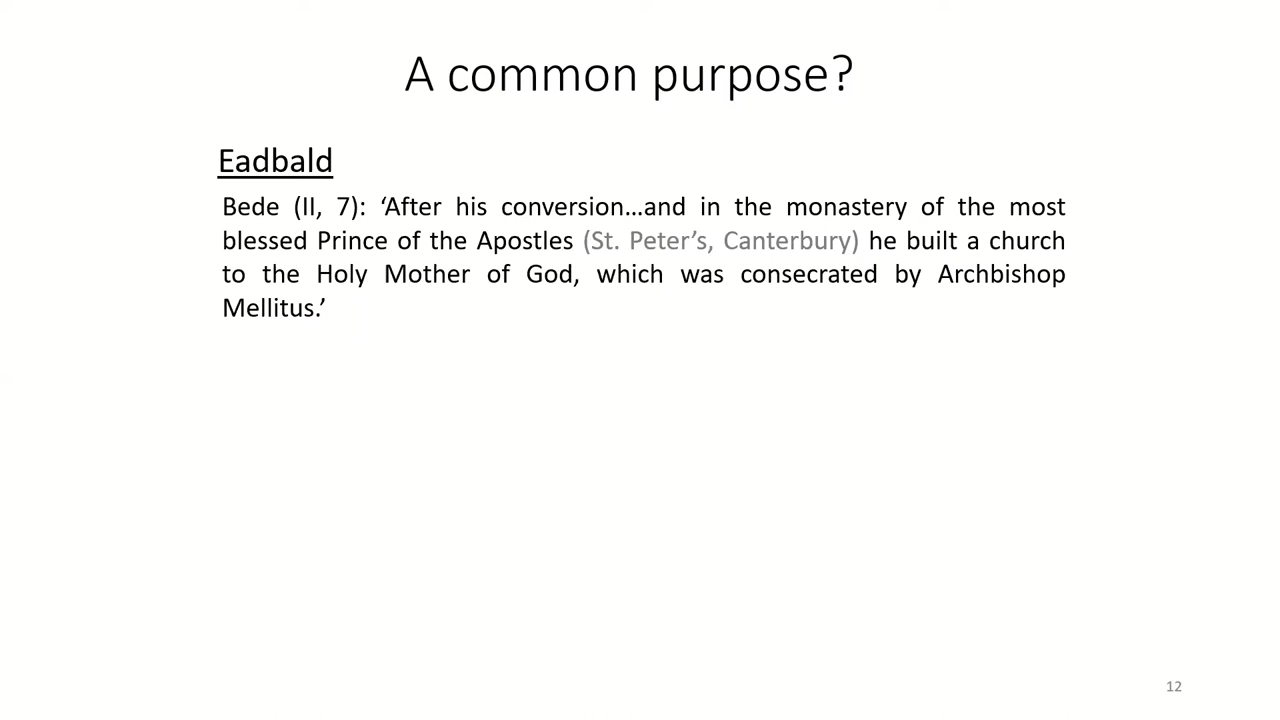 A common purpose?
Eadbald
Bede (II, 7): ‘After his conversion…and in the monastery of the most
blessed Prince of the Apostles (St. Peter’s, Canterbury) he built a church
to the Holy Mother of God, which was consecrated by Archbishop
Mellitus.’
12